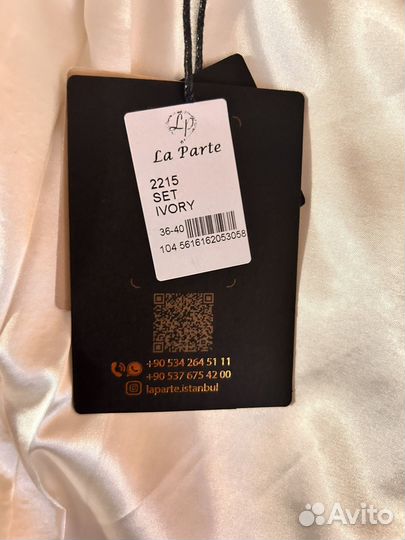 Lp
La Parte
2215
SET
IVORY
36-40
104 5616162053058
+90 534 264 51 11
+90 537 675 42 00
laparte.istanbul
Avito